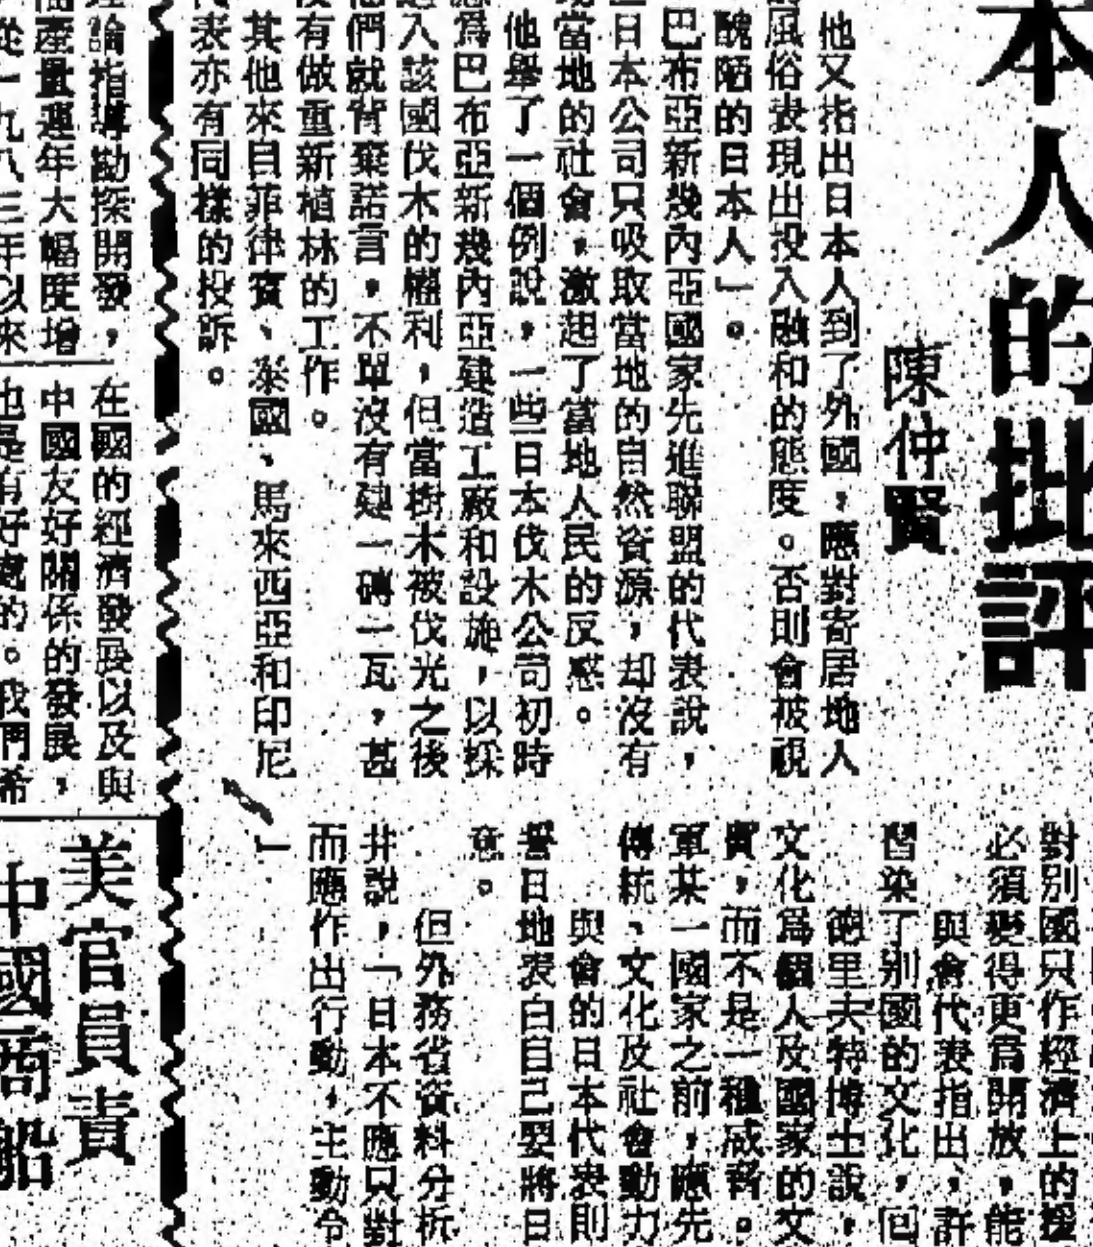 本人的批評
陳仲賢
他又指出日本人到了外國，應對寄居地人
風俗表現出投入融和的態度。否則會被視
醜陋的日本人」。
巴布亞新幾內亞國家先進聯盟的代表說，
日本公司只吸取當地的自然資源，却沒有
當地的社會，激起了當地人民的反感。
他舉了一個例說，一些日本伐木公司初時
應爲巴布亞新幾內亞建造工廠和設施，以採
入該國伐木的權利，但當樹木被伐光之後
他們就背棄諾言，不單沒有建一磚一瓦，甚
沒有做重新植林的工作。
其他來自菲律賓、泰國、馬來西亞和印尼
代表亦有同樣的投訴。
對別國只作經濟上的援
必須變得更爲開放，能
與會代表指出，許
習染了別國的文化，但
德里夫特博士說，
文化爲個人及國家的文
貴，而不是一種威脅。
軍某一國家之前，應先
傳統、文化及社會動力
與會的日本代表則
誓日地表白自己要將日
意。
但外務省資料分析
井說，「日本不應只對
而應作出行動，主動令
」
理論指導勘探開發，
產量連年大幅度增
從一九八三年以來
在國的經濟發展以及與
中國友好關係的發展，
也是有好處的。我們希
美官員責
中國商船